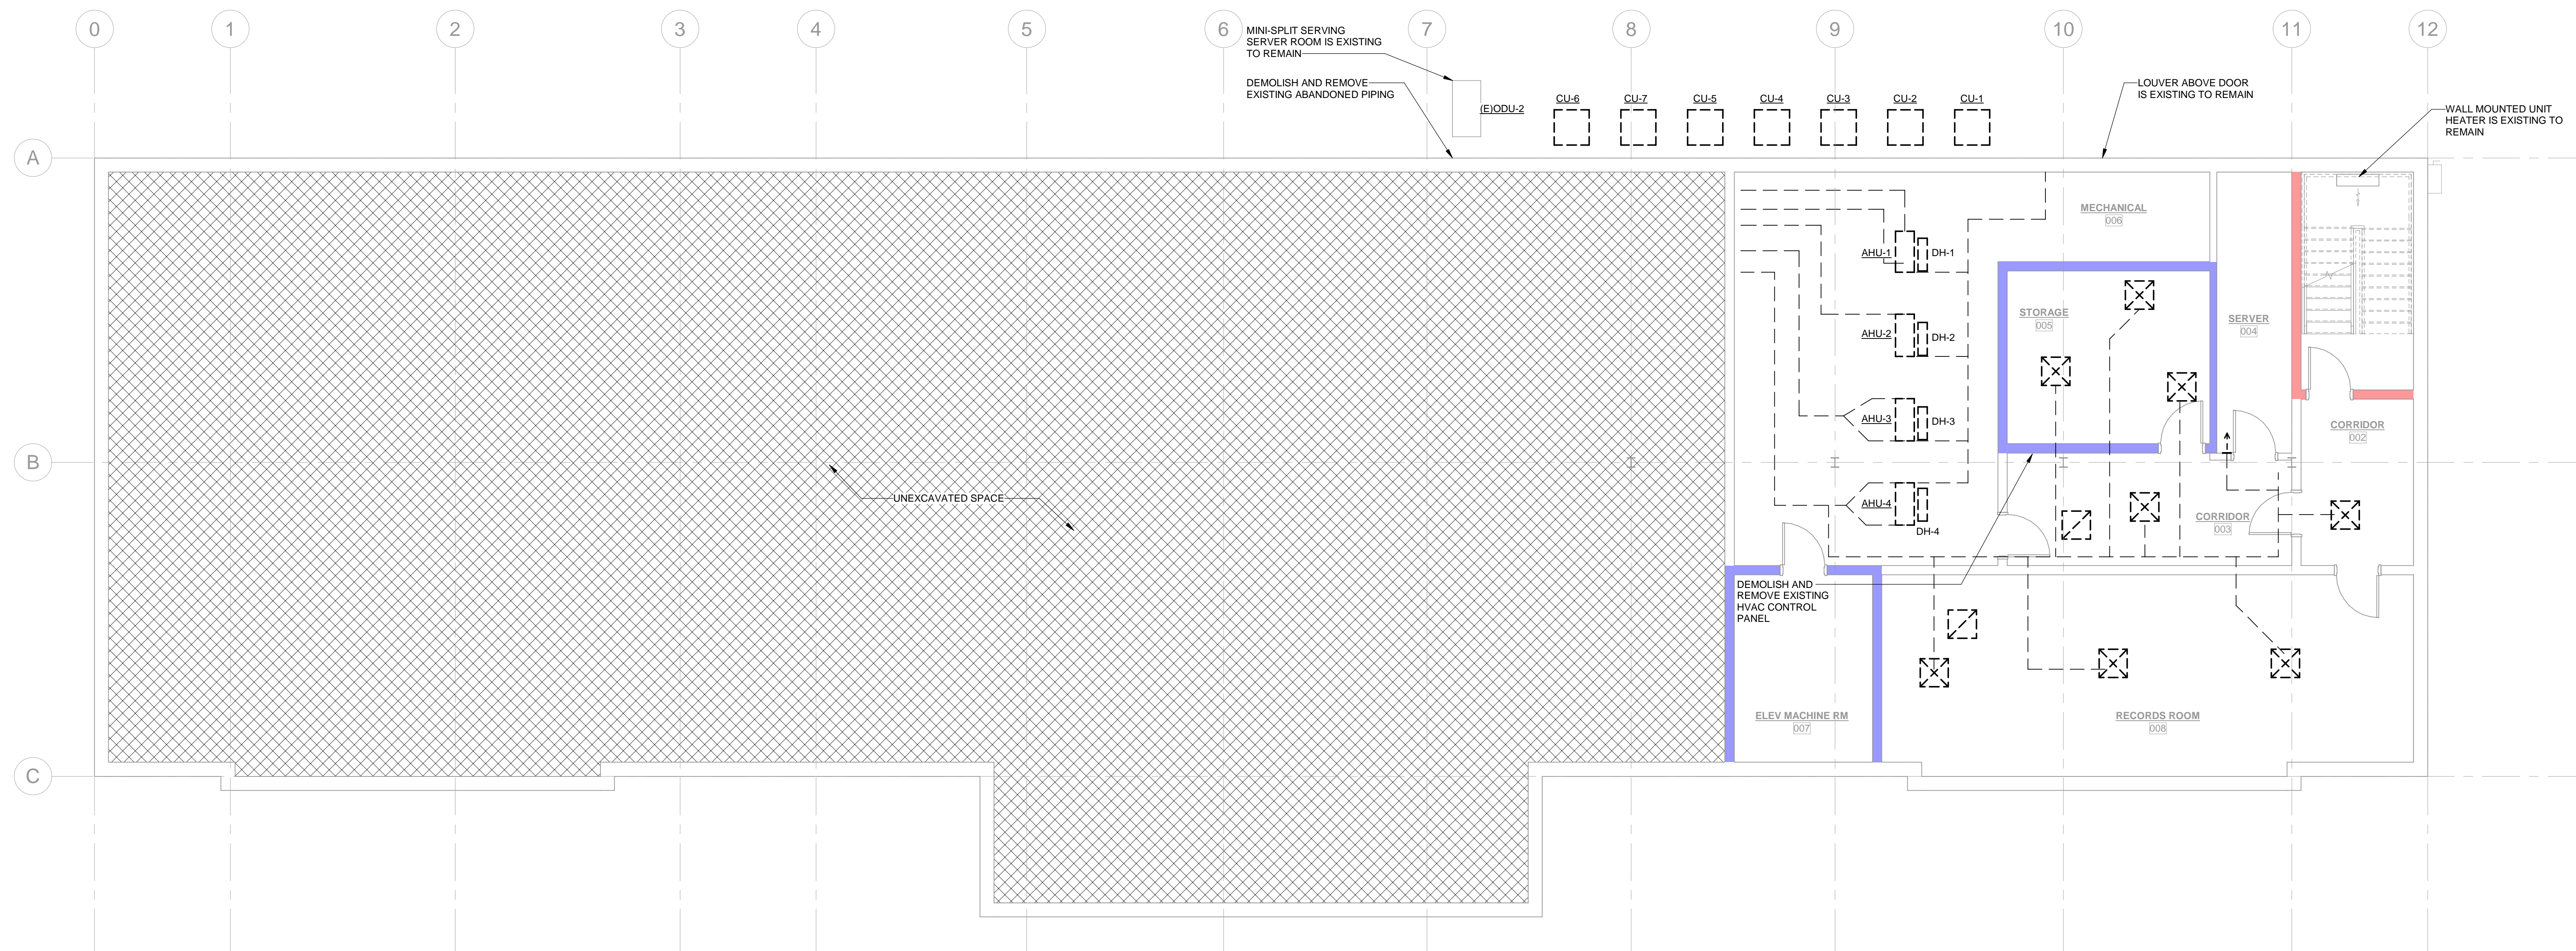 0
1
2
3
4
5
6
7
8
9
10
11
12
MINI-SPLIT SERVING
SERVER ROOM IS EXISTING
TO REMAIN
DEMOLISH AND REMOVE
EXISTING ABANDONED PIPING
(E)ODU-2
CU-6
CU-7
CU-5
CU-4
CU-3
CU-2
CU-1
LOUVER ABOVE DOOR
IS EXISTING TO REMAIN
WALL MOUNTED UNIT
HEATER IS EXISTING TO
REMAIN
A
MECHANICAL
006
AHU-1
DH-1
STORAGE
005
SERVER
004
AHU-2
DH-2
AHU-3
DH-3
CORRIDOR
002
B
UNEXCAVATED SPACE
AHU-4
DH-4
CORRIDOR
003
DEMOLISH AND
REMOVE EXISTING
HVAC CONTROL
PANEL
ELEV MACHINE RM
007
RECORDS ROOM
008
C